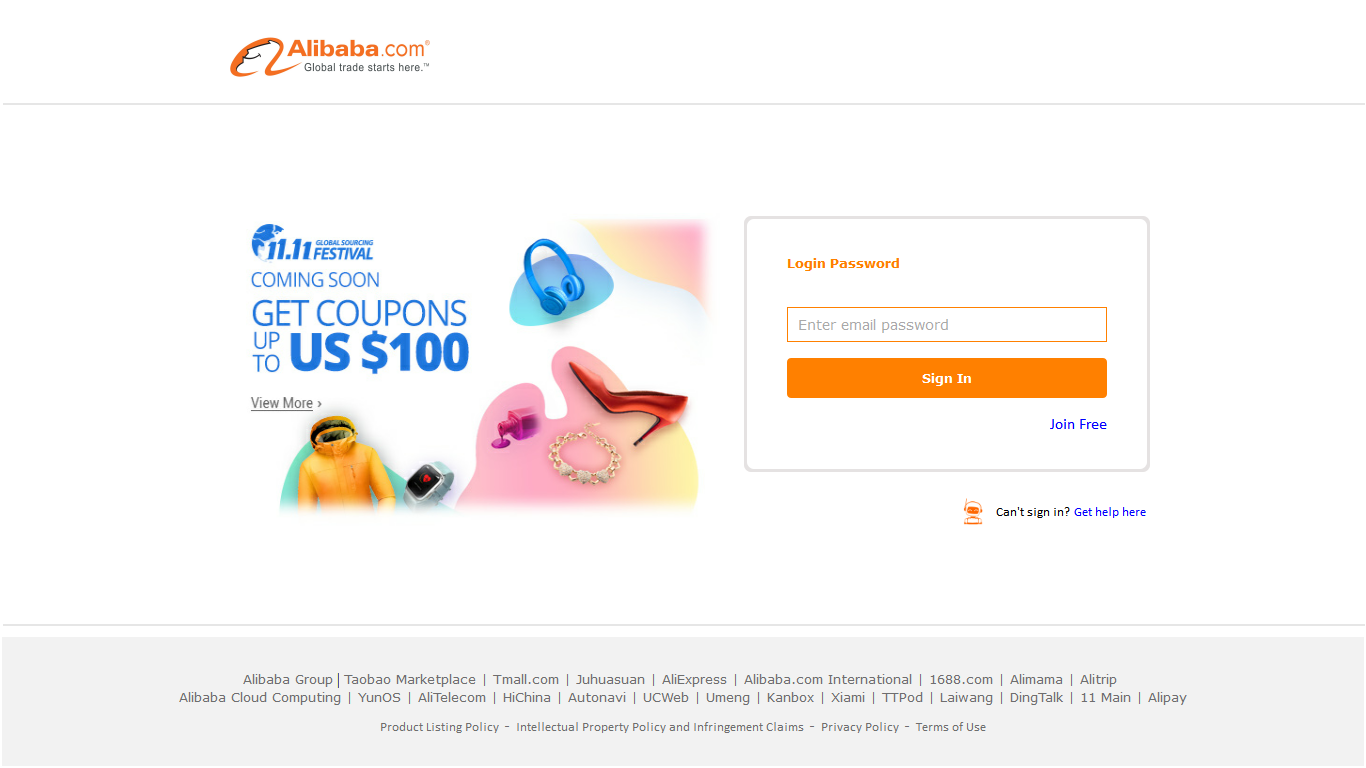 Alibaba.com®
Global trade starts here.™
11.11 GLOBAL SOURCING FESTIVAL
COMING SOON
GET COUPONS
UP TO US $100
View More ›
Login Password
Enter email password
Sign In
Join Free
Can't sign in? Get help here
Alibaba Group | Taobao Marketplace | Tmall.com | Juhuasuan | AliExpress | Alibaba.com International | 1688.com | Alimama | Alitrip
Alibaba Cloud Computing | YunOS | AliTelecom | HiChina | Autonavi | UCWeb | Umeng | Kanbox | Xiami | TTPod | Laiwang | DingTalk | 11 Main | Alipay
Product Listing Policy - Intellectual Property Policy and Infringement Claims - Privacy Policy - Terms of Use